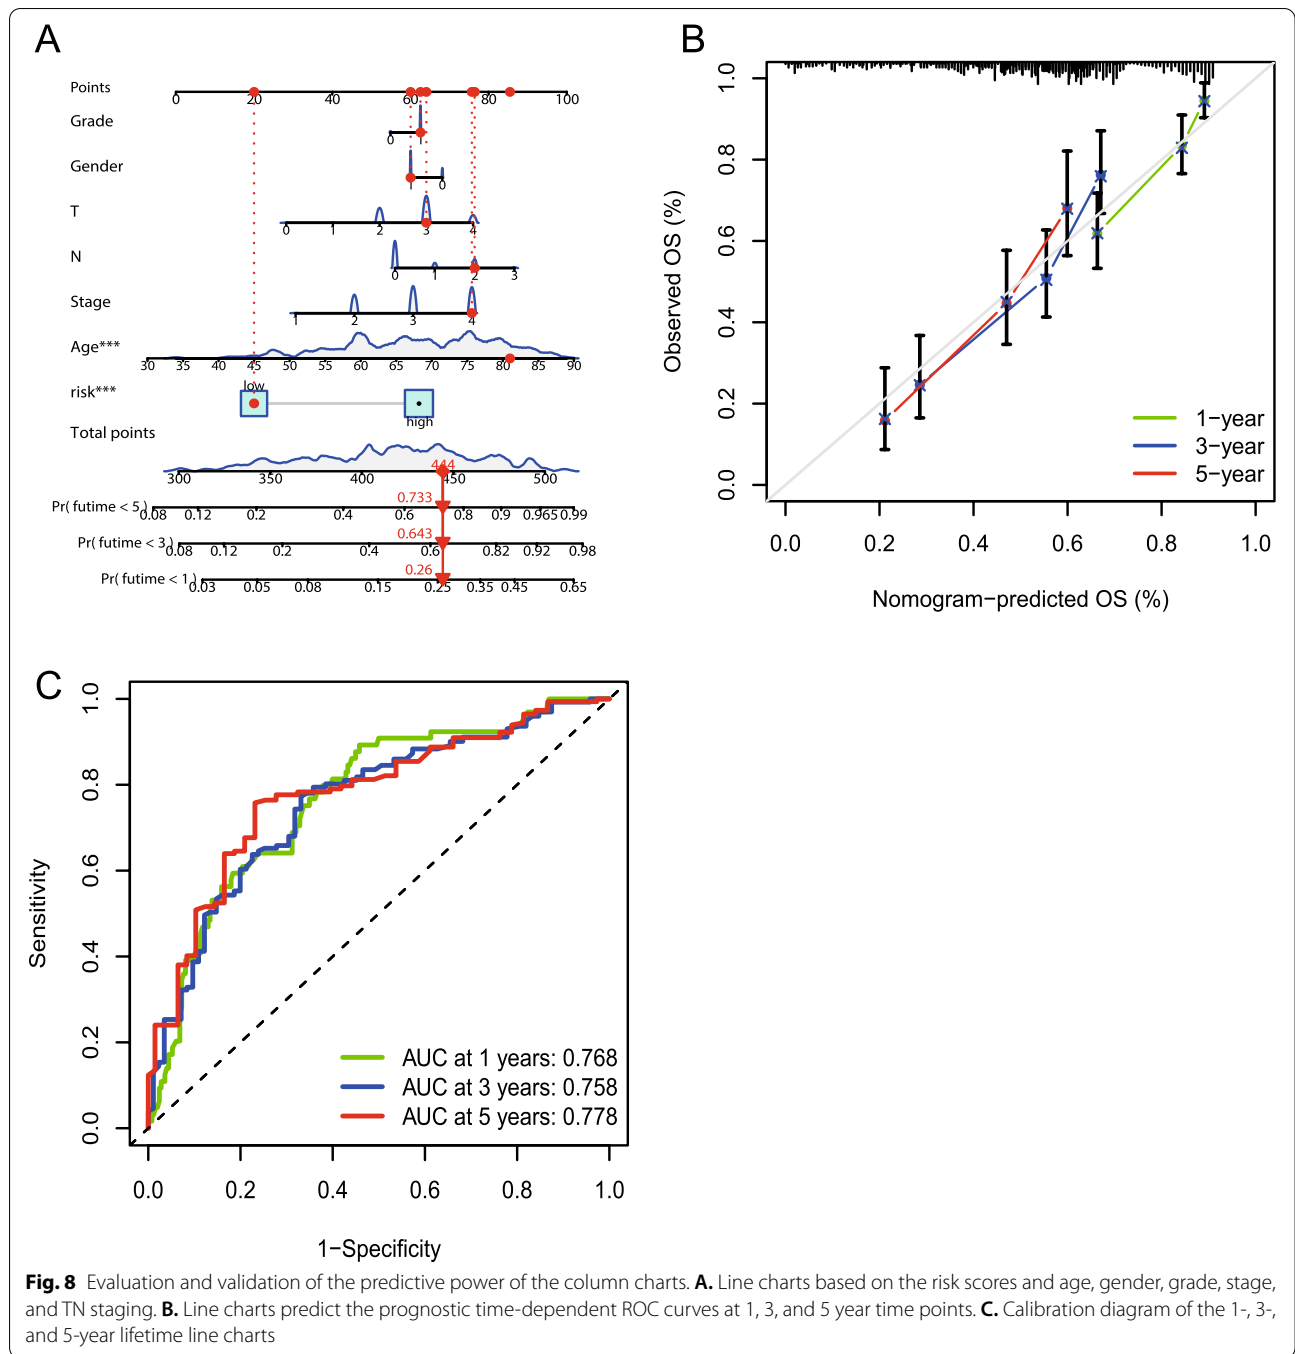 A
Points
0 20 40 60 80 100
Grade
0 1
Gender
1 0
T
0 1 2 3 4
N
0 1 2 3
Stage
1 2 3 4
Age***
30 35 40 45 50 55 60 65 70 75 80 85 90
risk***
low
high
Total points
444
300 350 400 450 500
0.733
Pr( futime < 5 )
0.08 0.12 0.2 0.4 0.6 0.8 0.9 0.965 0.99
0.643
Pr( futime < 3 )
0.08 0.12 0.2 0.4 0.6 0.82 0.92 0.98
0.26
Pr( futime < 1 )
0.03 0.05 0.08 0.15 0.25 0.35 0.45 0.65
B
Observed OS (%)
1.0
0.8
0.6
0.4
0.2
0.0
1−year
3−year
5−year
0.0 0.2 0.4 0.6 0.8 1.0
Nomogram−predicted OS (%)
C
Sensitivity
1.0
0.8
0.6
0.4
0.2
0.0
AUC at 1 years: 0.768
AUC at 3 years: 0.758
AUC at 5 years: 0.778
0.0 0.2 0.4 0.6 0.8 1.0
1−Specificity
Fig. 8 Evaluation and validation of the predictive power of the column charts. A. Line charts based on the risk scores and age, gender, grade, stage,
and TN staging. B. Line charts predict the prognostic time-dependent ROC curves at 1, 3, and 5 year time points. C. Calibration diagram of the 1-, 3-,
and 5-year lifetime line charts